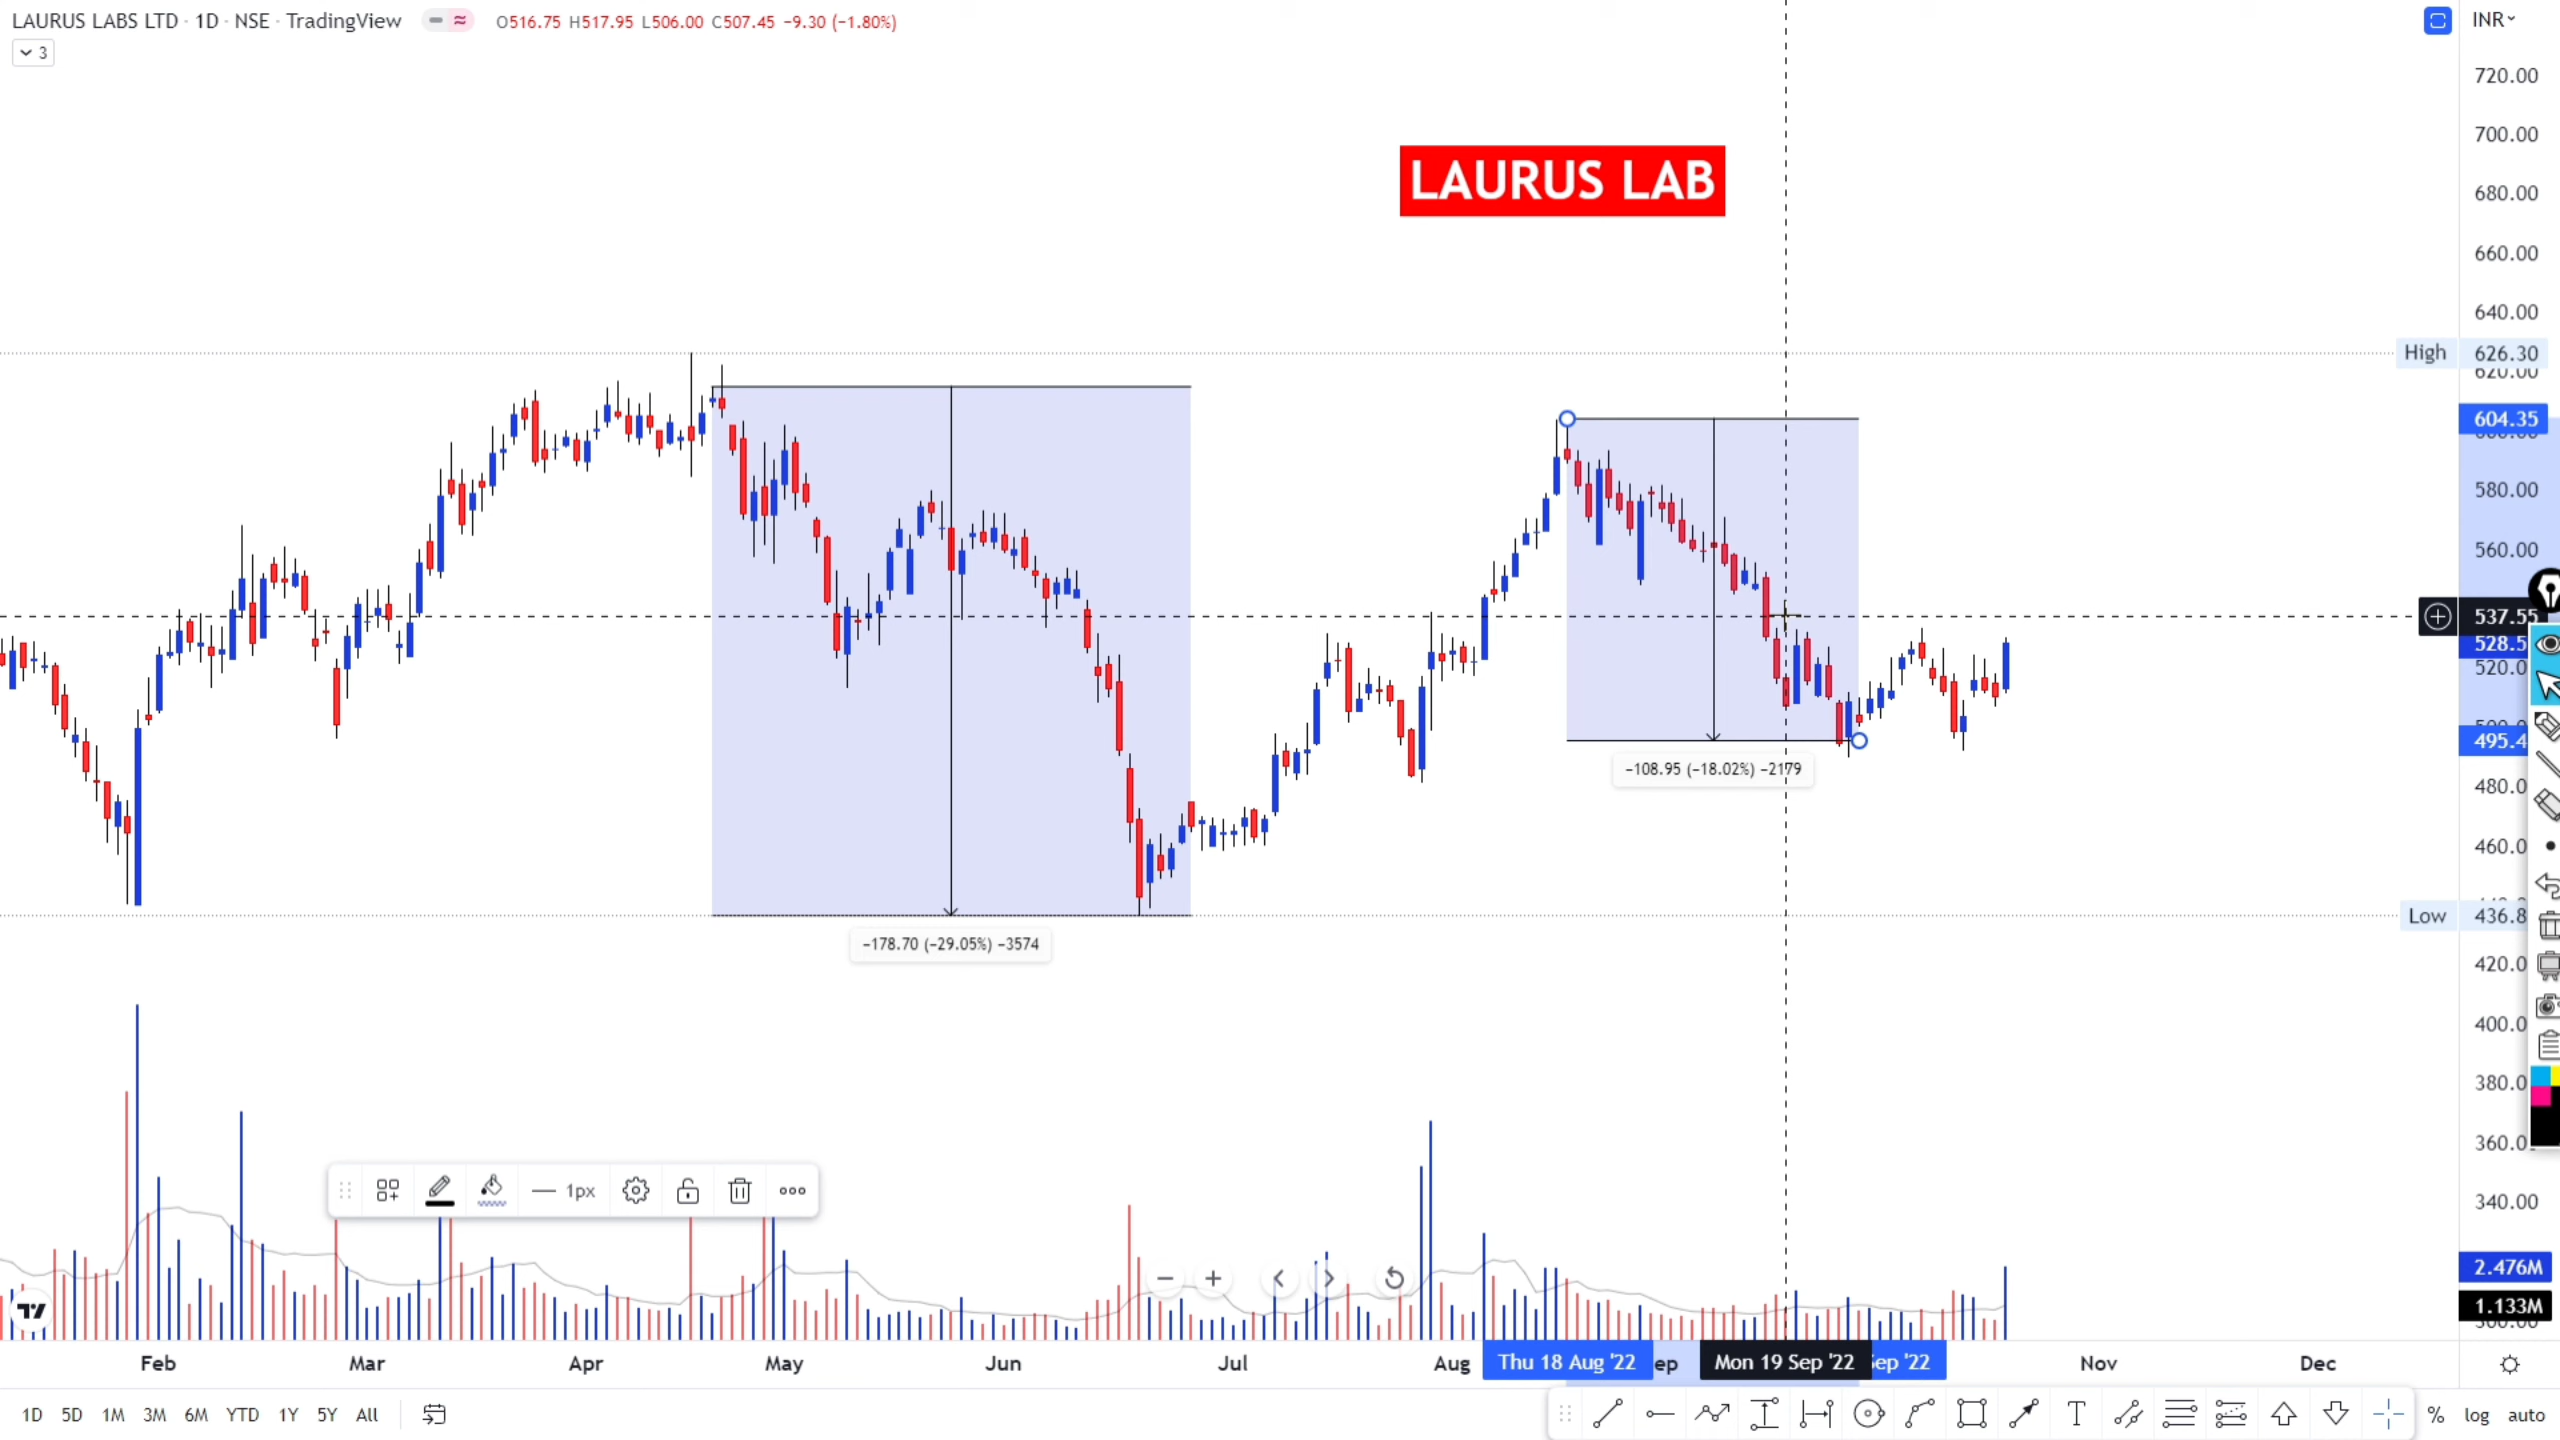 LAURUS LABS LTD · 1D · NSE · TradingView
O516.75 H517.95 L506.00 C507.45 −9.30 (−1.80%)
INR
3
720.00
700.00
LAURUS LAB
680.00
660.00
640.00
High 626.30
620.00
604.35
580.00
560.00
537.55
528.5
520.0
495.4
−108.95 (−18.02%) −2179
480.0
460.0
Low 436.8
−178.70 (−29.05%) −3574
420.0
400.0
380.0
360.0
1px
340.00
2.476M
1.133M
Feb Mar Apr May Jun Jul Aug Thu 18 Aug '22 ep Mon 19 Sep '22 Sep '22 Nov Dec
1D 5D 1M 3M 6M YTD 1Y 5Y All
% log auto